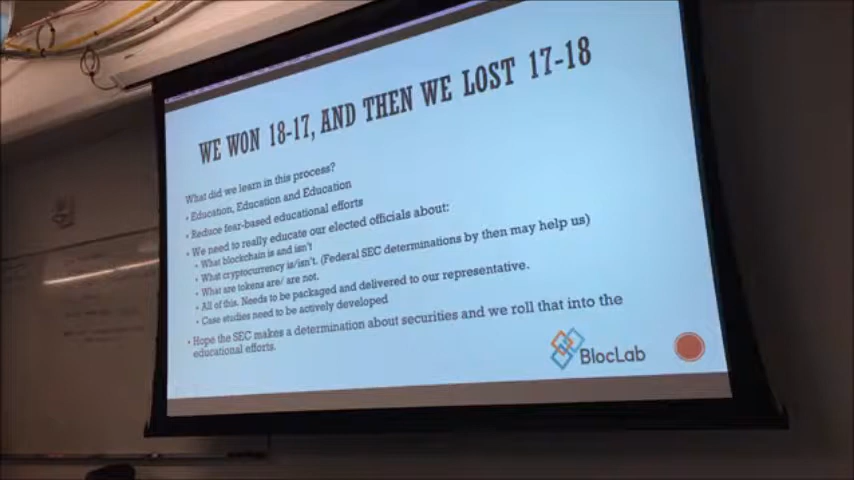 WE WON 18-17, AND THEN WE LOST 17-18
What did we learn in this process?
• Education, Education and Education
• Reduce fear-based educational efforts
• We need to really educate our elected officials about:
• What blockchain is and isn't
• What cryptocurrency is/isn't. (Federal SEC determinations by then may help us)
• What are tokens are/ are not.
• All of this. Needs to be packaged and delivered to our representative.
• Case studies need to be actively developed
• Hope the SEC makes a determination about securities and we roll that into the
educational efforts.
BlocLab